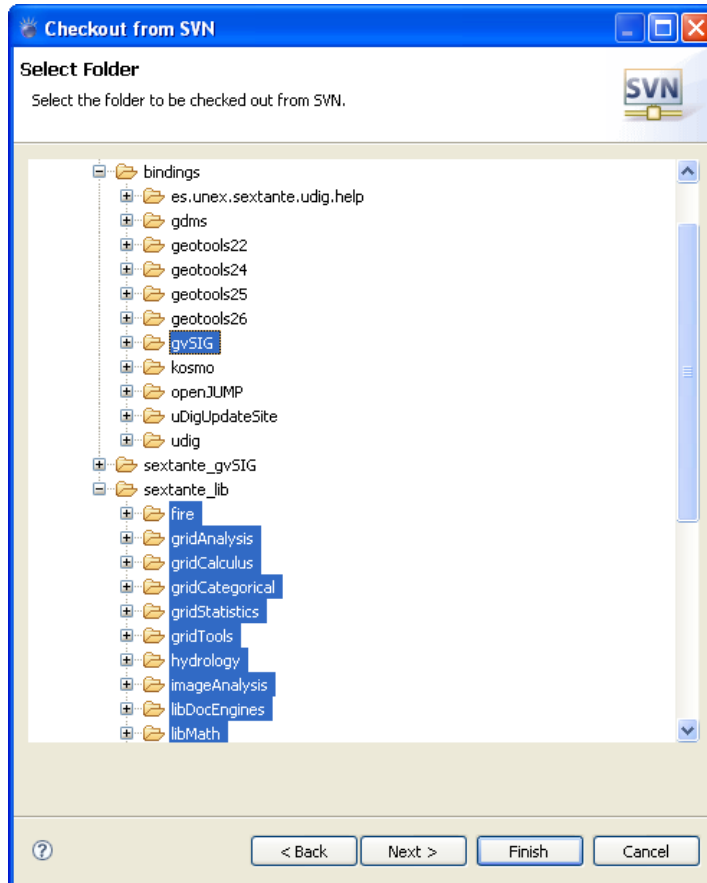 Checkout from SVN
Select Folder
Select the folder to be checked out from SVN.
SVN
bindings
es.unex.sextante.udig.help
gdms
geotools22
geotools24
geotools25
geotools26
gvSIG
kosmo
openJUMP
uDigUpdateSite
udig
sextante_gvSIG
sextante_lib
fire
gridAnalysis
gridCalculus
gridCategorical
gridStatistics
gridTools
hydrology
imageAnalysis
libDocEngines
libMath
? < Back Next > Finish Cancel